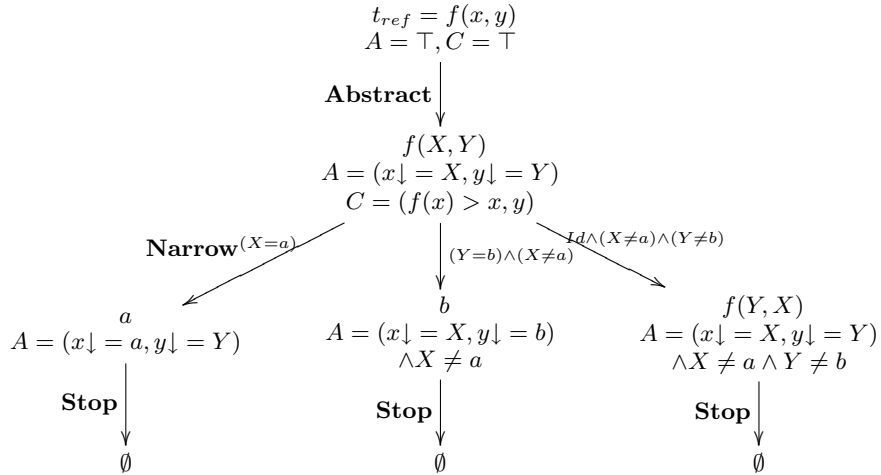 t_{ref} = f(x, y)
A = ⊤, C = ⊤
Abstract
f(X, Y)
A = (x↓ = X, y↓ = Y)
C = (f(x) > x, y)
Narrow (X=a)
(Y=b)∧(X≠a)
Id∧(X≠a)∧(Y≠b)
a
A = (x↓ = a, y↓ = Y)
b
A = (x↓ = X, y↓ = b)
∧X ≠ a
f(Y, X)
A = (x↓ = X, y↓ = Y)
∧X ≠ a ∧ Y ≠ b
Stop
Stop
Stop
∅
∅
∅